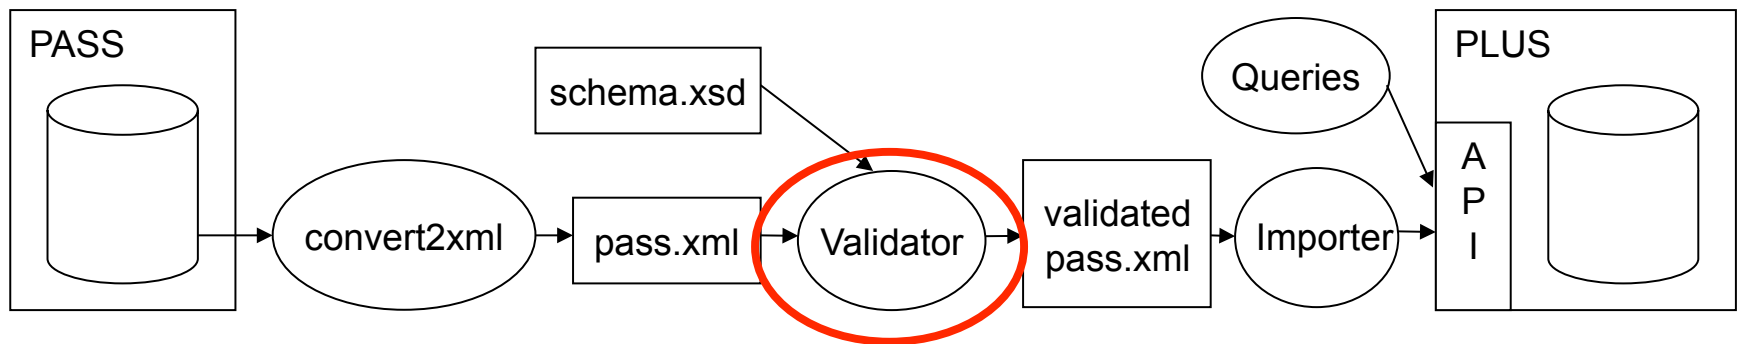 PASS
schema.xsd
Queries
PLUS
convert2xml
pass.xml
Validator
validated
pass.xml
Importer
A
P
I